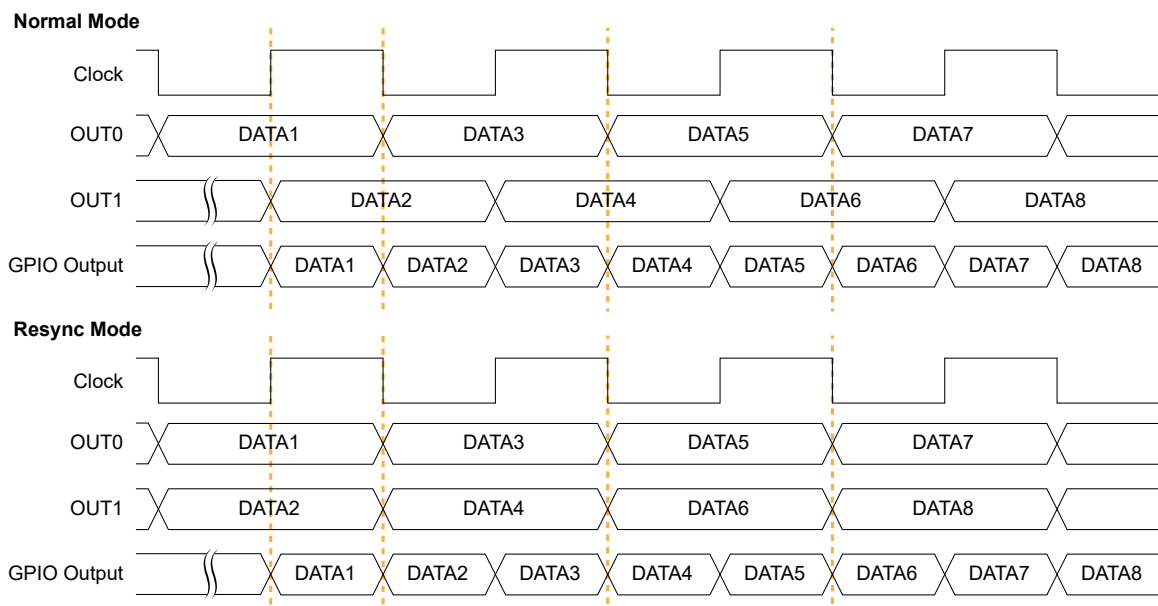 Normal Mode
Clock
OUT0 DATA1 DATA3 DATA5 DATA7
OUT1 DATA2 DATA4 DATA6 DATA8
GPIO Output DATA1 DATA2 DATA3 DATA4 DATA5 DATA6 DATA7 DATA8
Resync Mode
Clock
OUT0 DATA1 DATA3 DATA5 DATA7
OUT1 DATA2 DATA4 DATA6 DATA8
GPIO Output DATA1 DATA2 DATA3 DATA4 DATA5 DATA6 DATA7 DATA8